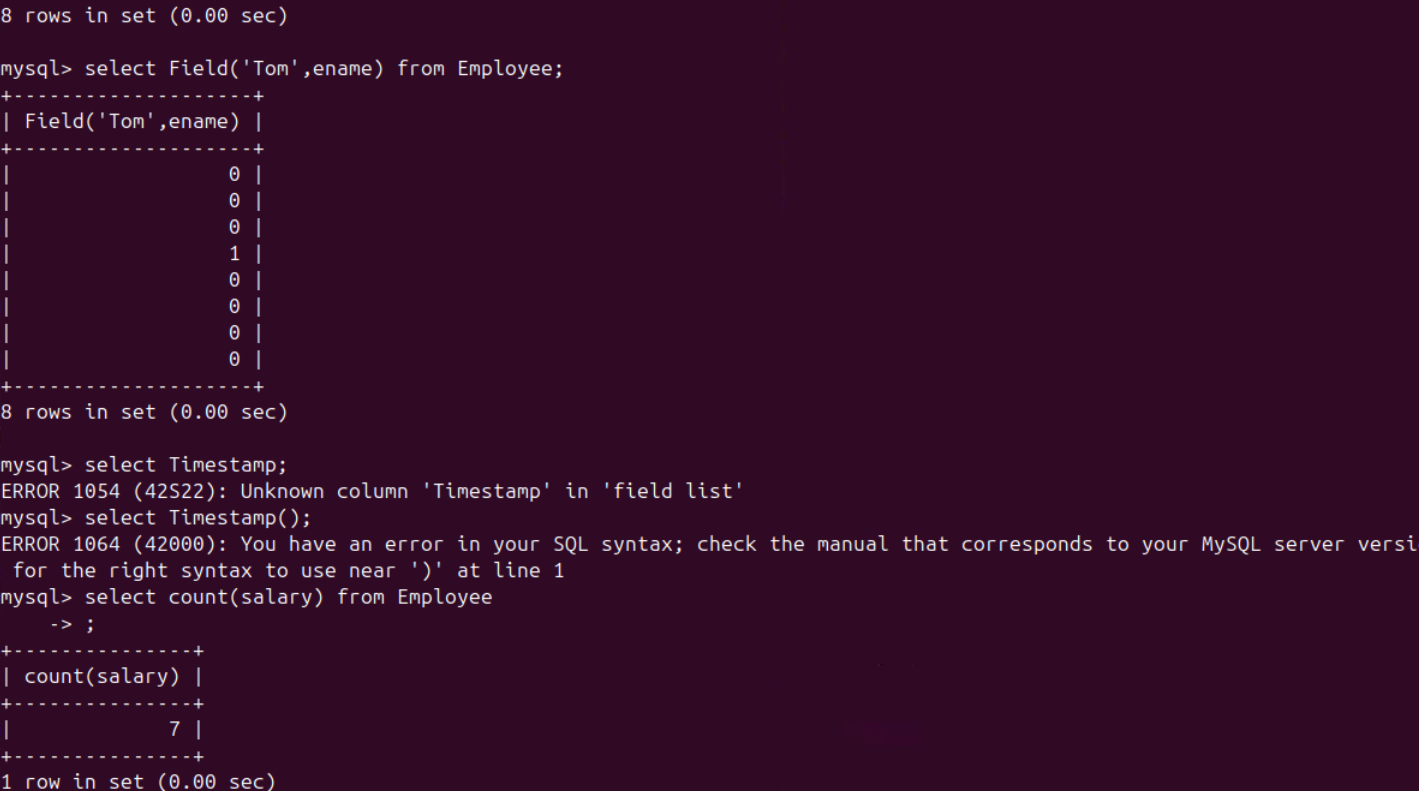 8 rows in set (0.00 sec)
mysql> select Field('Tom',ename) from Employee;
+--------------------+
| Field('Tom',ename) |
+--------------------+
|                  0 |
|                  0 |
|                  0 |
|                  1 |
|                  0 |
|                  0 |
|                  0 |
|                  0 |
+--------------------+
8 rows in set (0.00 sec)
mysql> select Timestamp;
ERROR 1054 (42S22): Unknown column 'Timestamp' in 'field list'
mysql> select Timestamp();
ERROR 1064 (42000): You have an error in your SQL syntax; check the manual that corresponds to your MySQL server versi
 for the right syntax to use near ')' at line 1
mysql> select count(salary) from Employee
    -> ;
+---------------+
| count(salary) |
+---------------+
|             7 |
+---------------+
1 row in set (0.00 sec)